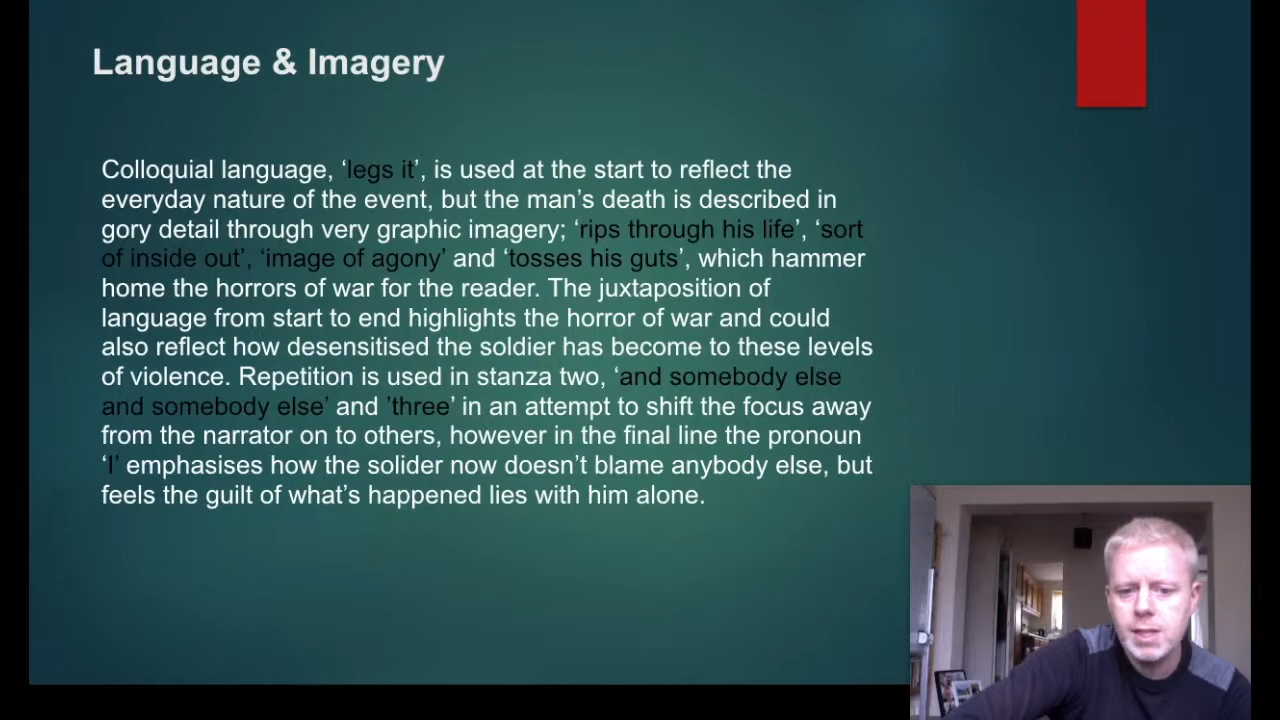 Language & Imagery
Colloquial language, ‘legs it’, is used at the start to reflect the
everyday nature of the event, but the man’s death is described in
gory detail through very graphic imagery; ‘rips through his life’, ‘sort
of inside out’, ‘image of agony’ and ‘tosses his guts’, which hammer
home the horrors of war for the reader. The juxtaposition of
language from start to end highlights the horror of war and could
also reflect how desensitised the soldier has become to these levels
of violence. Repetition is used in stanza two, ‘and somebody else
and somebody else’ and ’three’ in an attempt to shift the focus away
from the narrator on to others, however in the final line the pronoun
‘I’ emphasises how the solider now doesn’t blame anybody else, but
feels the guilt of what’s happened lies with him alone.